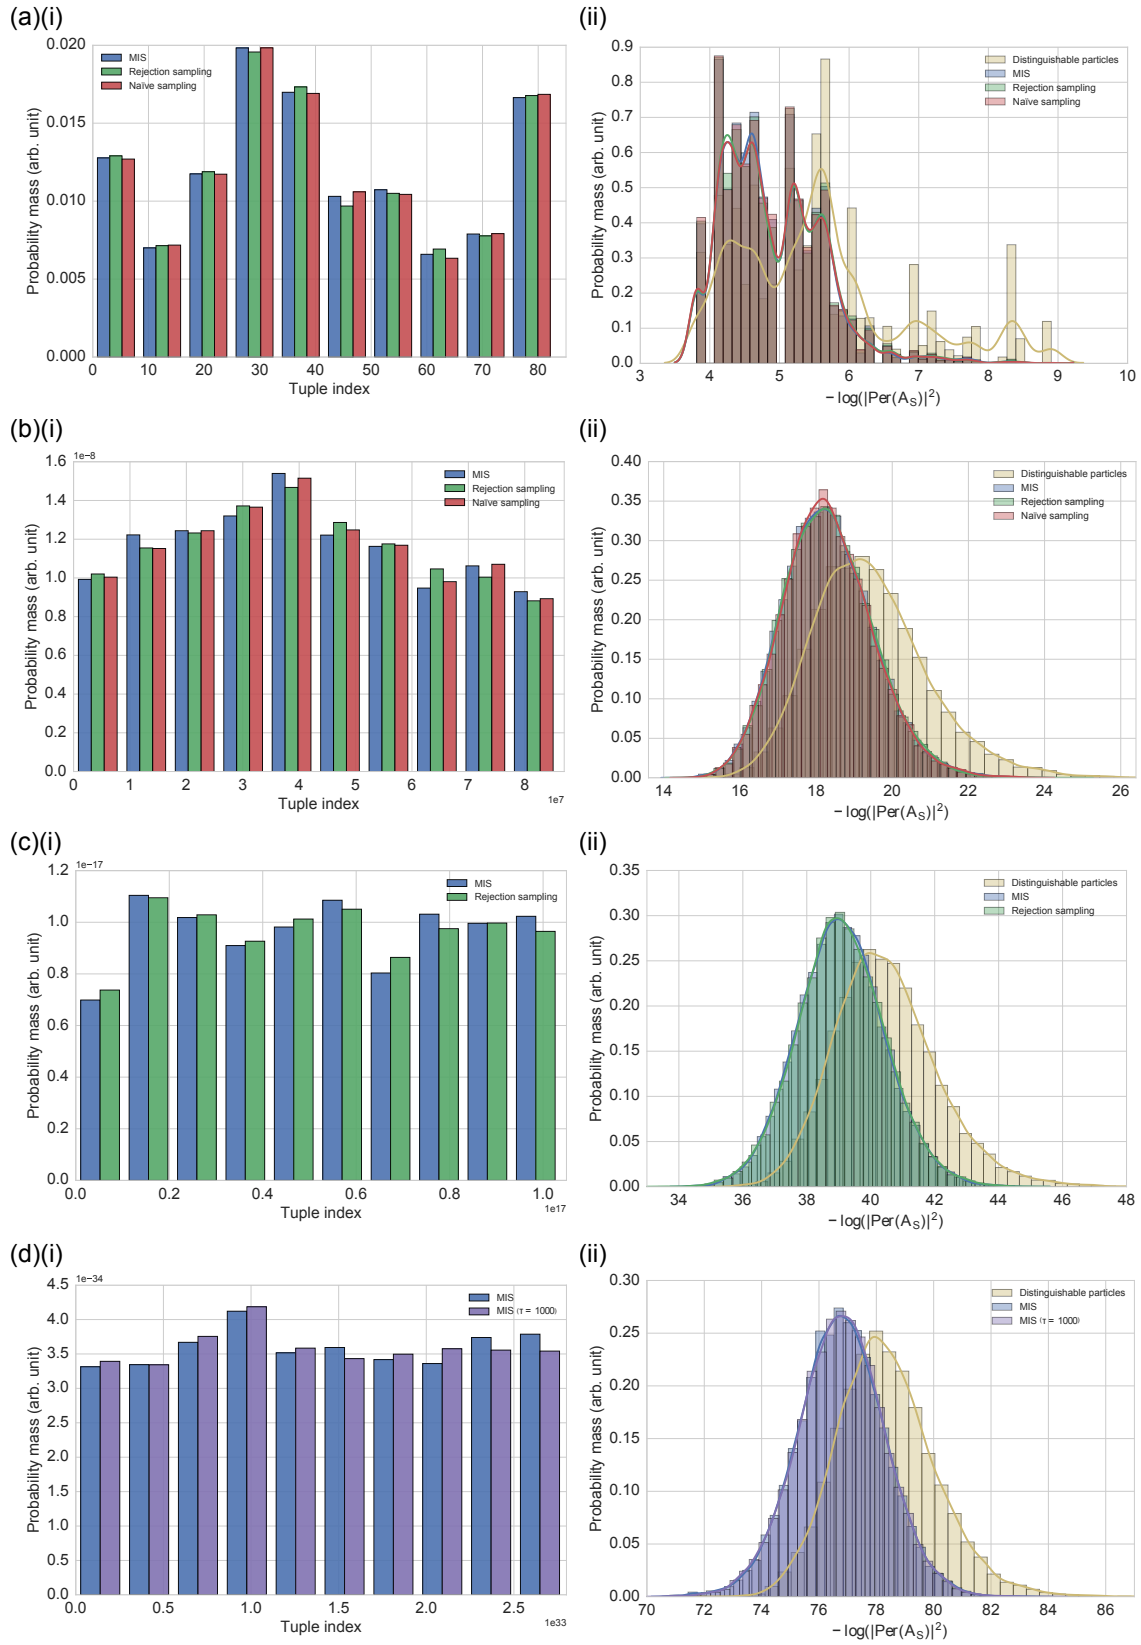 (a)(i)
0.020
0.015
0.010
0.005
0.000
Probability mass (arb. unit)
MIS
Rejection sampling
Naïve sampling
0 10 20 30 40 50 60 70 80
Tuple index
(ii)
0.9
0.8
0.7
0.6
0.5
0.4
0.3
0.2
0.1
0.0
Probability mass (arb. unit)
Distinguishable particles
MIS
Rejection sampling
Naïve sampling
3 4 5 6 7 8 9 10
− log(|Per(A_S)|²)
(b)(i)
1e−8
1.6
1.4
1.2
1.0
0.8
0.6
0.4
0.2
0.0
Probability mass (arb. unit)
MIS
Rejection sampling
Naïve sampling
0 1 2 3 4 5 6 7 8
1e7
Tuple index
(ii)
0.40
0.35
0.30
0.25
0.20
0.15
0.10
0.05
0.00
Probability mass (arb. unit)
Distinguishable particles
MIS
Rejection sampling
Naïve sampling
14 16 18 20 22 24 26
− log(|Per(A_S)|²)
(c)(i)
1e−17
1.2
1.0
0.8
0.6
0.4
0.2
0.0
Probability mass (arb. unit)
MIS
Rejection sampling
0.0 0.2 0.4 0.6 0.8 1.0
1e17
Tuple index
(ii)
0.35
0.30
0.25
0.20
0.15
0.10
0.05
0.00
Probability mass (arb. unit)
Distinguishable particles
MIS
Rejection sampling
34 36 38 40 42 44 46 48
− log(|Per(A_S)|²)
(d)(i)
1e−34
4.5
4.0
3.5
3.0
2.5
2.0
1.5
1.0
0.5
0.0
Probability mass (arb. unit)
MIS
MIS (τ = 1000)
0.0 0.5 1.0 1.5 2.0 2.5
1e33
Tuple index
(ii)
0.30
0.25
0.20
0.15
0.10
0.05
0.00
Probability mass (arb. unit)
Distinguishable particles
MIS
MIS (τ = 1000)
70 72 74 76 78 80 82 84 86
− log(|Per(A_S)|²)